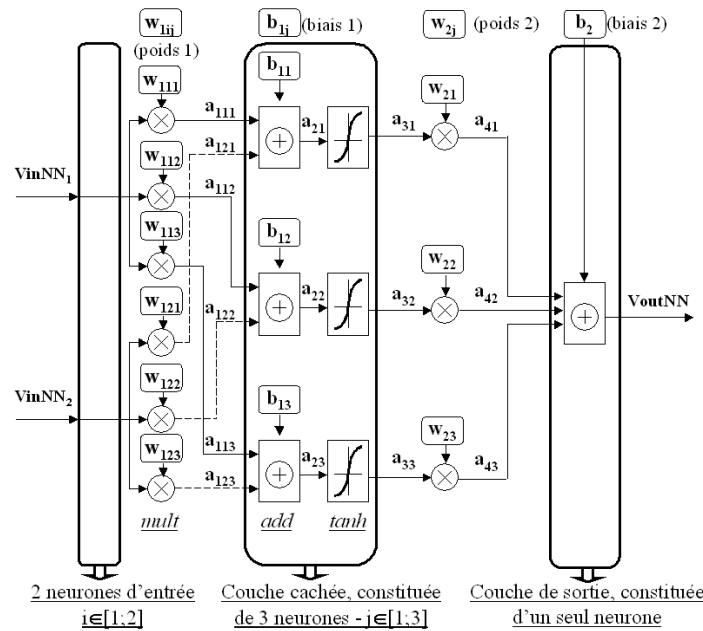 w1ij (poids 1)
b1j (biais 1)
w2j (poids 2)
b2 (biais 2)
w111
a111
b11
a21
a31
w21
a41
a121
w112
a112
VinNN1
w113
b12
a22
a32
w22
a42
VoutNN
w121
a122
w122
VinNN2
b13
a113
a23
a33
w23
a43
w123
a123
mult
add
tanh
2 neurones d'entrée
i∈[1;2]
Couche cachée, constituée
de 3 neurones - j∈[1;3]
Couche de sortie, constituée
d'un seul neurone